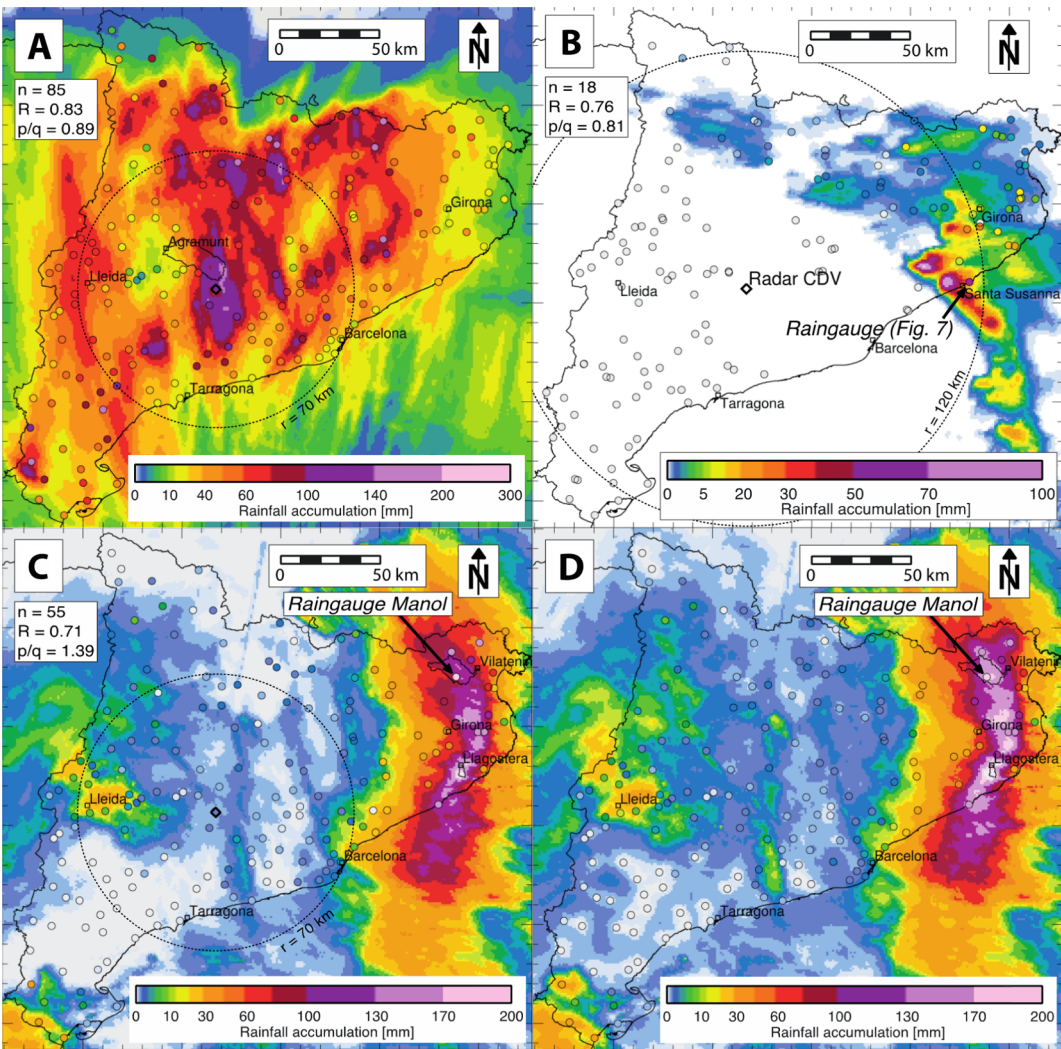 A
0 50 km
N
n = 85
R = 0.83
p/q = 0.89
Girona
Agramunt
Lleida
Barcelona
Tarragona
r = 70 km
0 10 40 60 100 140 200 300
Rainfall accumulation [mm]
B
0 50 km
N
n = 18
R = 0.76
p/q = 0.81
Girona
Lleida
Radar CDV
Santa Susanna
Raingauge (Fig. 7)
Barcelona
Tarragona
r = 120 km
0 5 20 30 50 70 100
Rainfall accumulation [mm]
C
0 50 km
N
n = 55
R = 0.71
p/q = 1.39
Raingauge Manol
Vilatenim
Girona
Llagostera
Lleida
Barcelona
Tarragona
r = 70 km
0 10 30 60 100 130 170 200
Rainfall accumulation [mm]
D
0 50 km
N
Raingauge Manol
Girona
Llagostera
Lleida
Barcelona
Tarragona
0 10 30 60 100 130 170 200
Rainfall accumulation [mm]